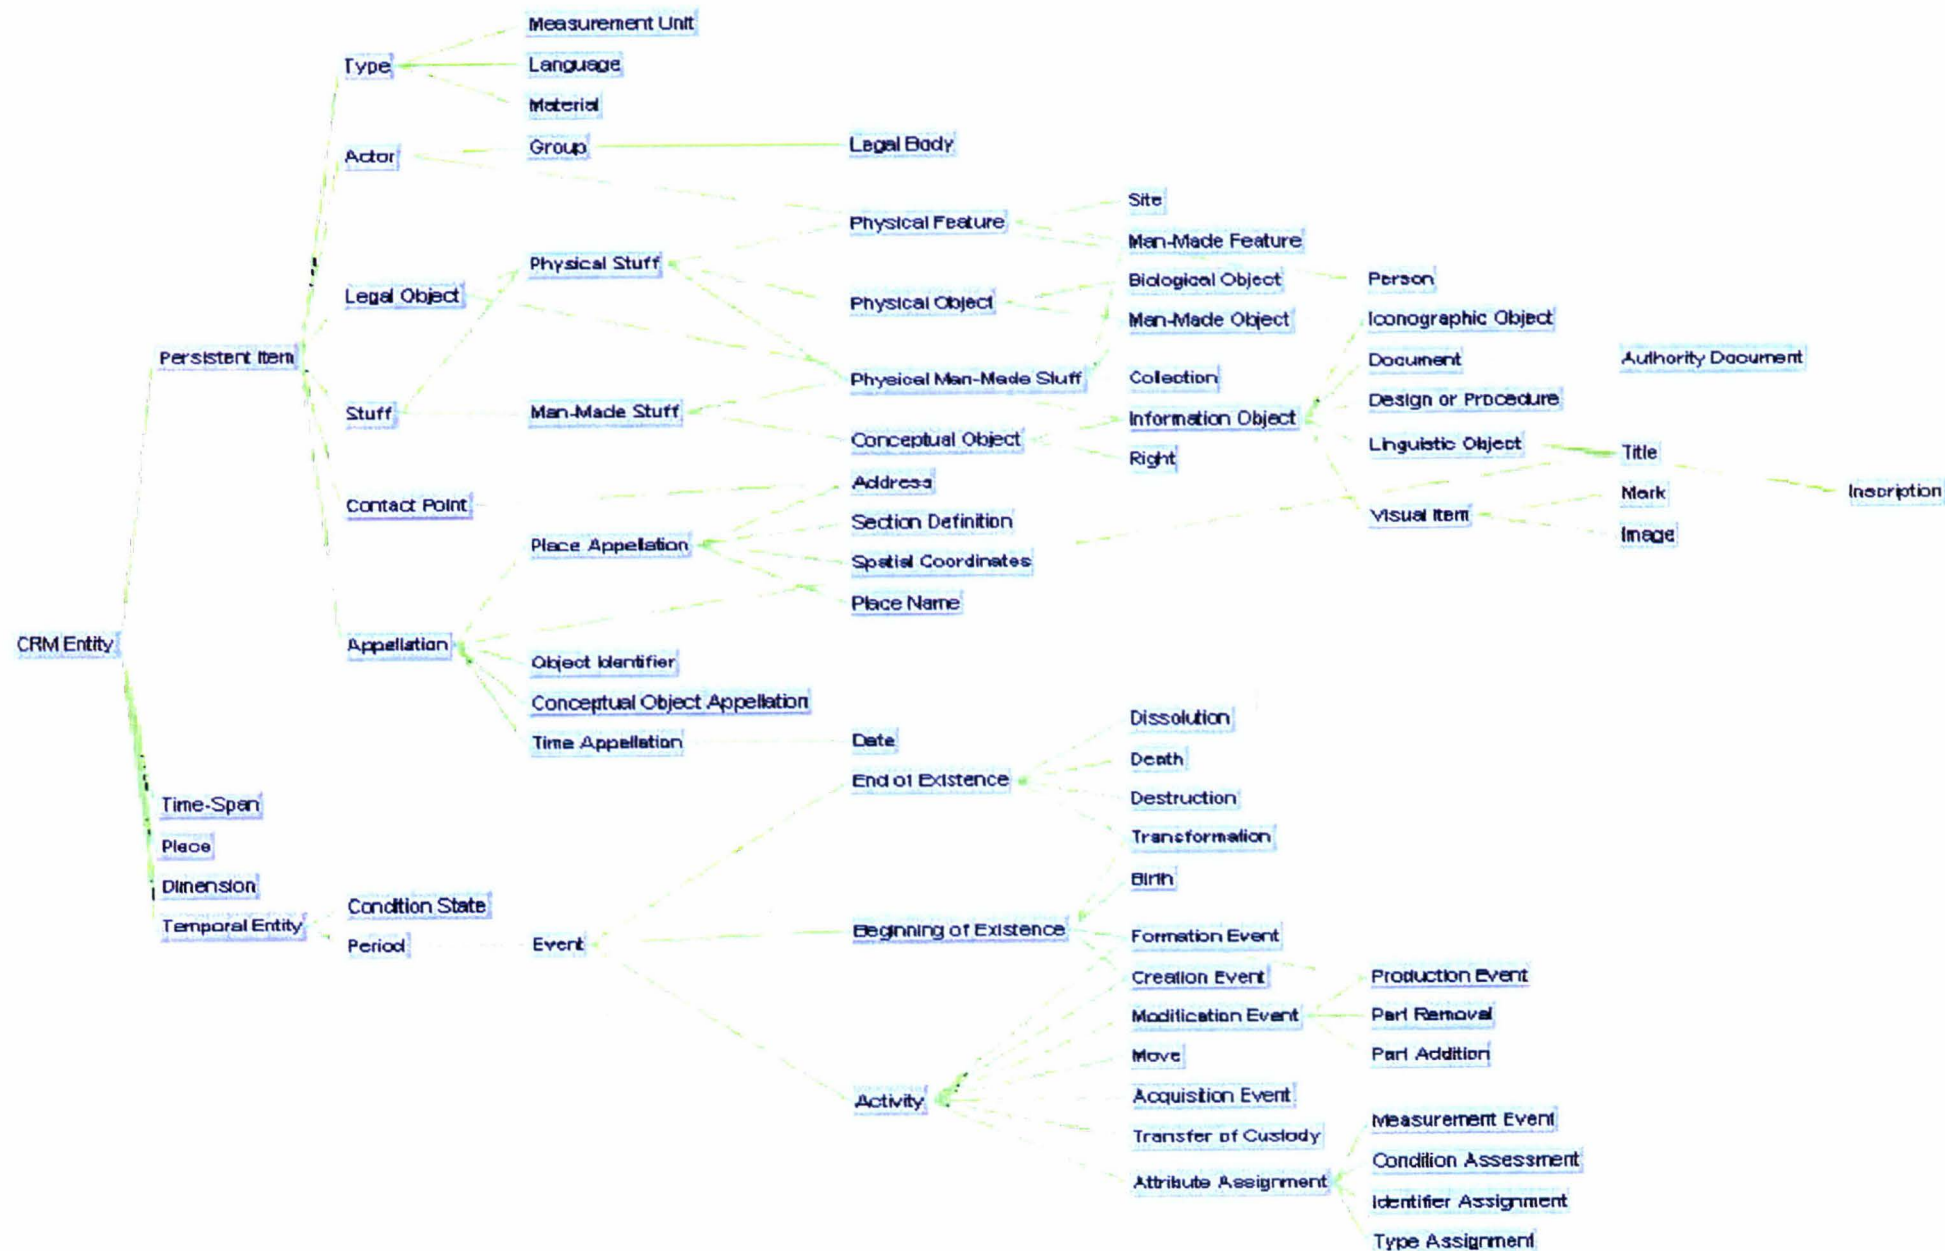 CRM Entity
Persistent Item
Time-Span
Place
Dimension
Temporal Entity
Type
Actor
Legal Object
Stuff
Contact Point
Appellation
Condition State
Period
Measurement Unit
Language
Material
Group
Physical Stuff
Man-Made Stuff
Place Appellation
Object Identifier
Conceptual Object Appellation
Time Appellation
Event
Legal Body
Physical Feature
Physical Object
Physical Man-Made Stuff
Conceptual Object
Address
Section Definition
Spatial Coordinates
Place Name
Date
End of Existence
Beginning of Existence
Activity
Site
Man-Made Feature
Biological Object
Man-Made Object
Collection
Information Object
Right
Dissolution
Death
Destruction
Transformation
Birth
Formation Event
Creation Event
Modification Event
Move
Acquisition Event
Transfer of Custody
Attribute Assignment
Person
Iconographic Object
Document
Design or Procedure
Linguistic Object
Visual Item
Production Event
Part Removal
Part Addition
Measurement Event
Condition Assessment
Identifier Assignment
Type Assignment
Authority Document
Title
Mark
Image
Inscription